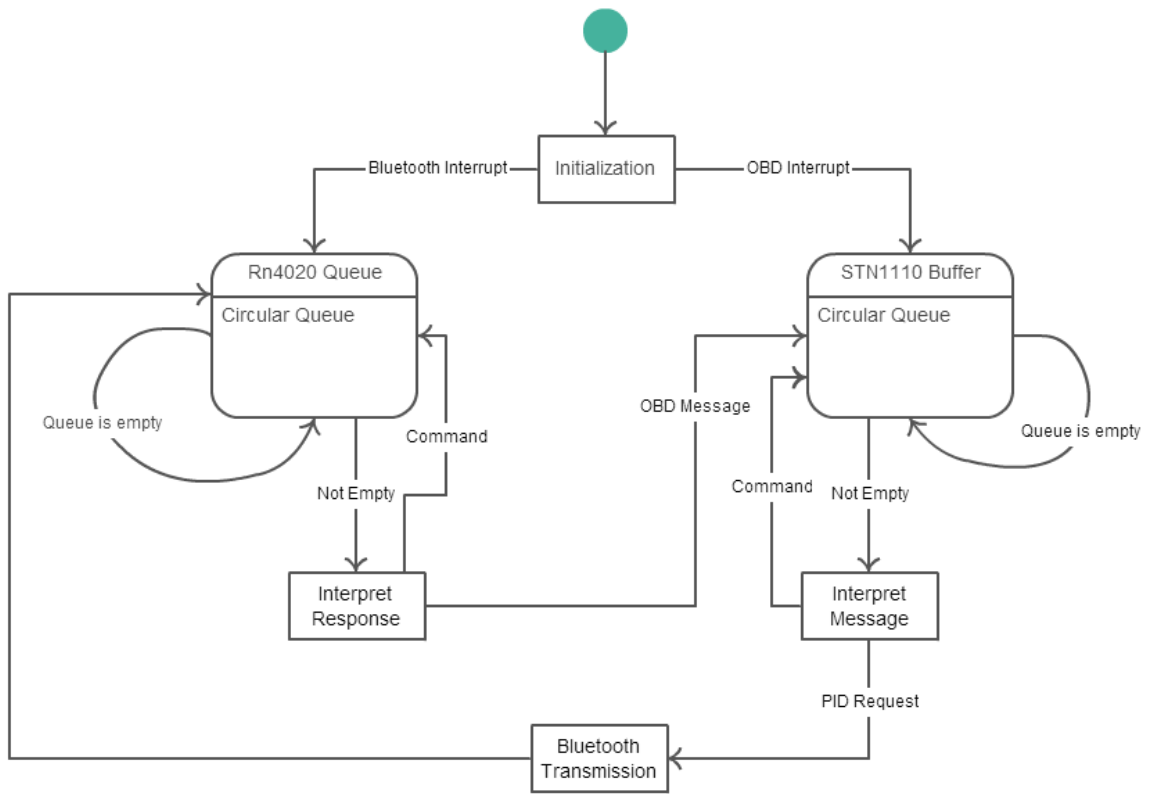 Bluetooth Interrupt
Initialization
OBD Interrupt
Rn4020 Queue
Circular Queue
STN1110 Buffer
Circular Queue
Queue is empty
Command
Not Empty
OBD Message
Command
Not Empty
Queue is empty
Interpret
Response
Interpret
Message
PID Request
Bluetooth
Transmission